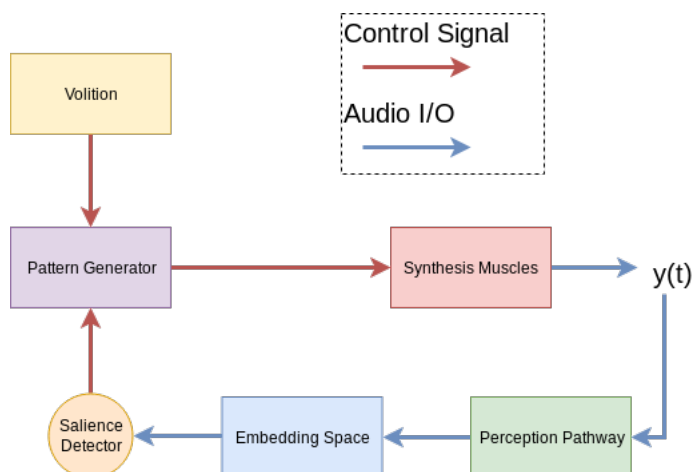 Control Signal
Volition
Audio I/O
Pattern Generator
Synthesis Muscles
y(t)
Salience
Detector
Embedding Space
Perception Pathway